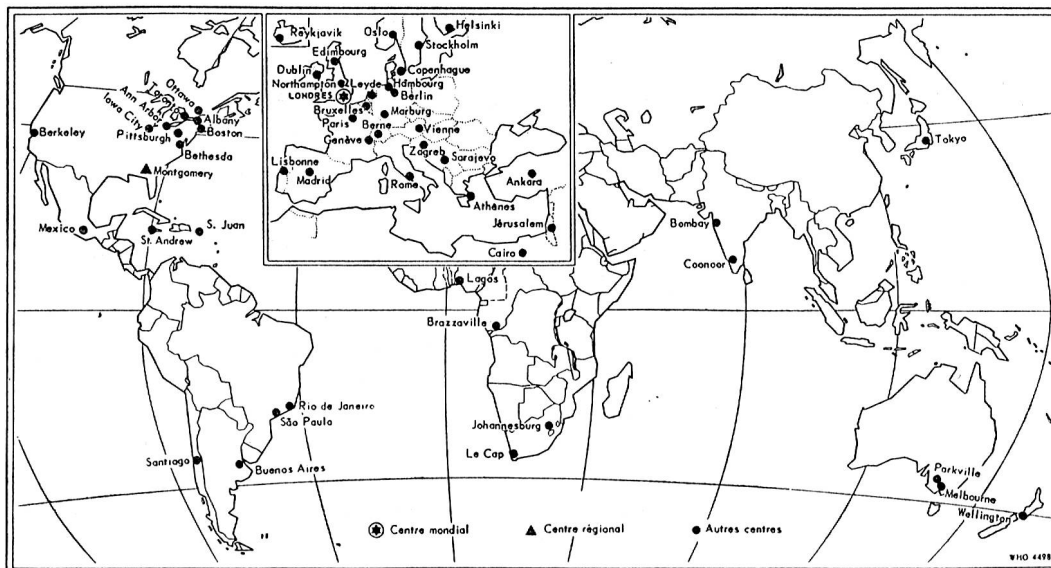 Reykjavik
Oslo
Helsinki
Stockholm
Edimbourg
Dublin
Copenhague
Northampton
Leyde
Hambourg
LONDRES
Berlin
Bruxelles
Marburg
Paris
Berne
Vienne
Genève
Zagreb
Sarajevo
Lisbonne
Madrid
Rome
Ankara
Athènes
Jérusalem
Cairo
Ottawa
Toronto
Ann Arbor
Iowa City
Albany
Boston
Berkeley
Pittsburgh
Bethesda
Montgomery
Mexico
St. Andrew
S. Juan
Tokyo
Bombay
Coonoor
Lagos
Brazzaville
Rio de Janeiro
São Paulo
Johannesburg
Le Cap
Santiago
Buenos Aires
Parkville
Melbourne
Wellington
Centre mondial
Centre régional
Autres centres
WHO 4498